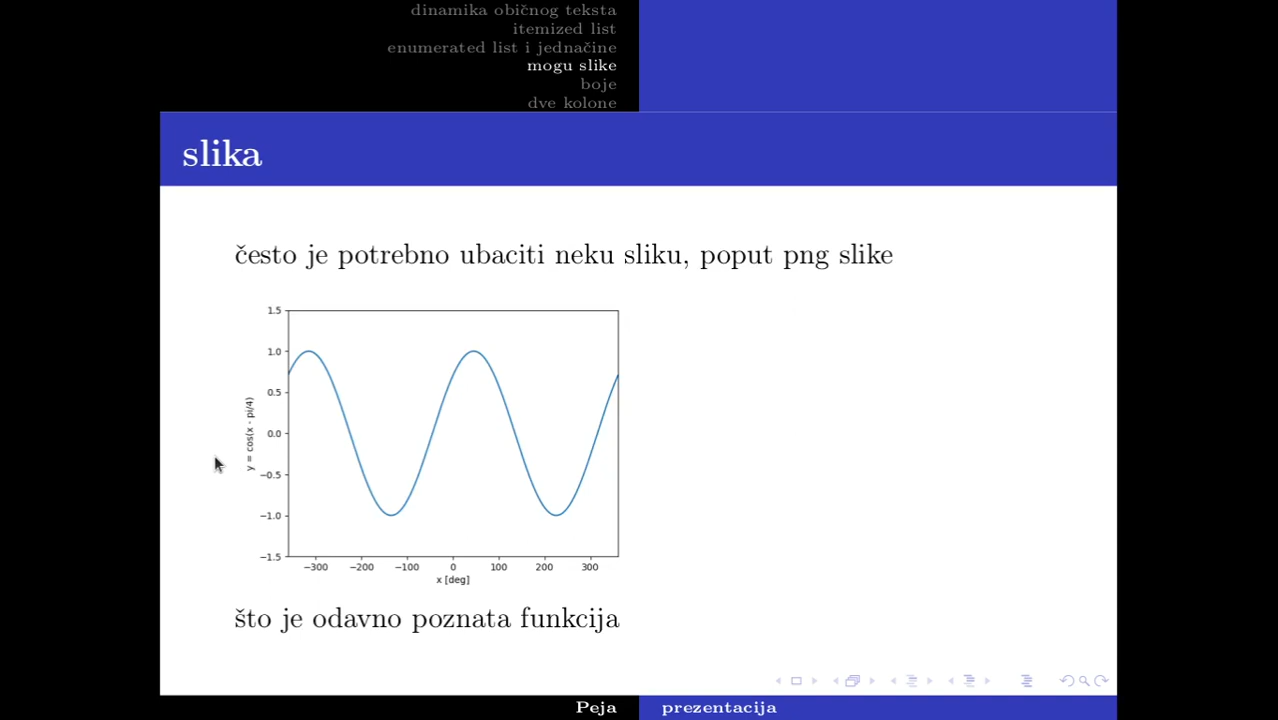 dinamika običnog teksta
itemized list
enumerated list i jednačine
mogu slike
boje
dve kolone
slika
često je potrebno ubaciti neku sliku, poput png slike
1.5
1.0
0.5
0.0
−0.5
−1.0
−1.5
y = cos(x - pi/4)
−300 −200 −100 0 100 200 300
x [deg]
što je odavno poznata funkcija
Peja prezentacija